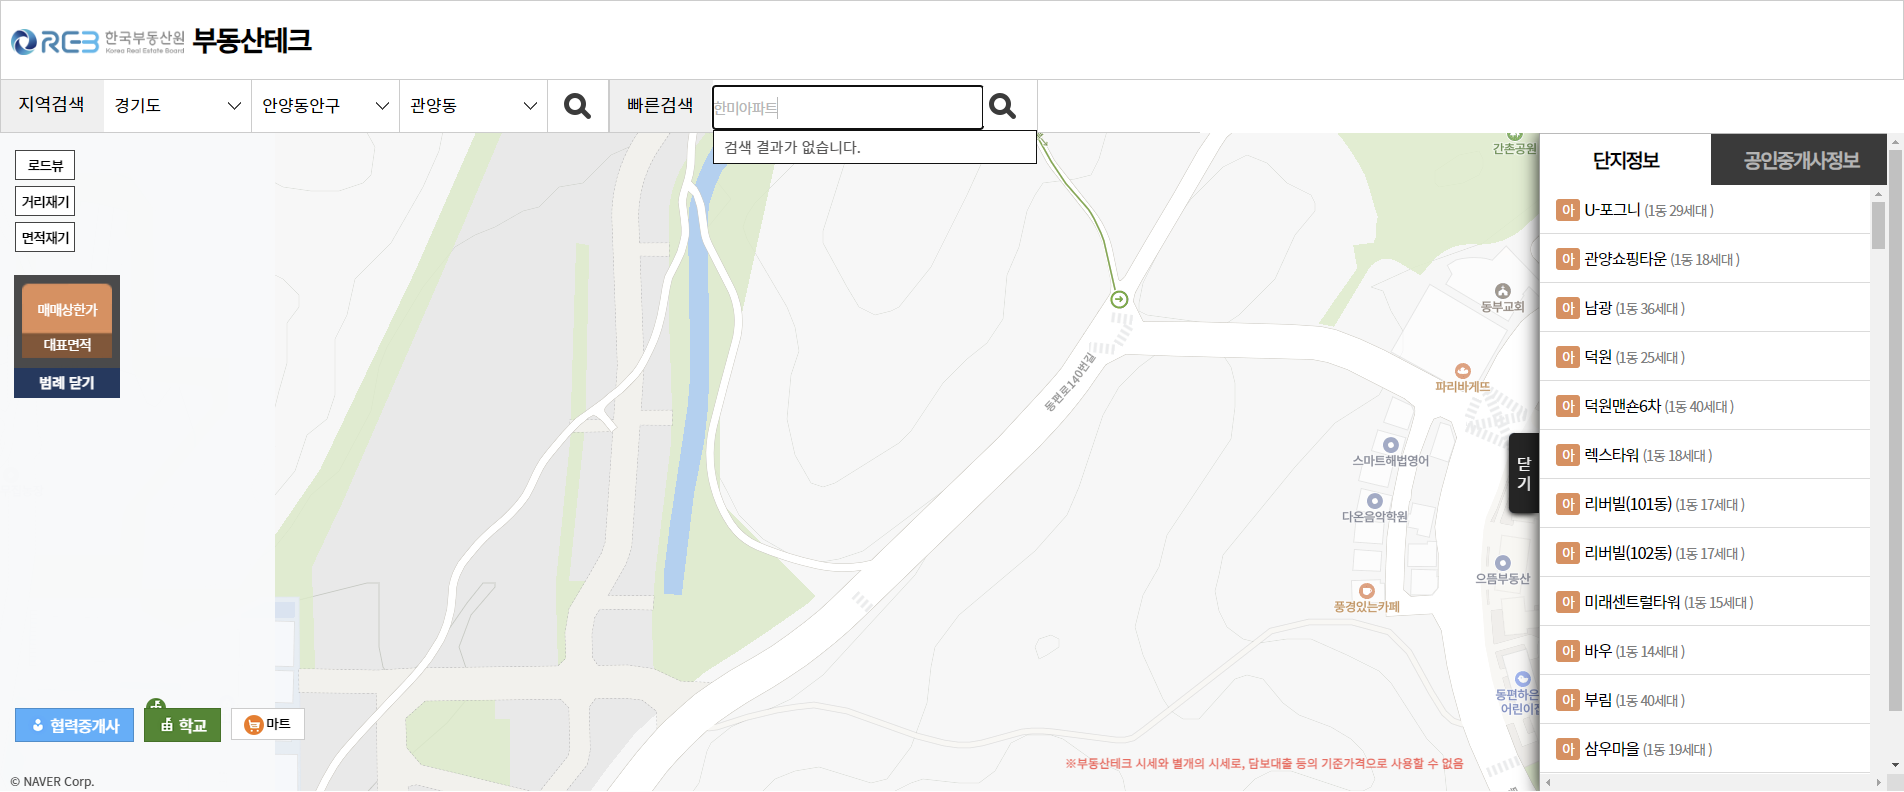 REB 한국부동산원 Korea Real Estate Board 부동산테크
지역검색 경기도 안양동안구 관양동 빠른검색 한미아파트
검색 결과가 없습니다.
로드뷰
거리재기
면적재기
매매상한가
대표면적
범례 닫기
간촌공원
동부교회
파리바게뜨
동편로140번길
스마트해법영어
다온음악학원
으뜸부동산
풍경있는카페
동편하은
어린이집
닫기
단지정보 공인중개사정보
아 U-포그니 (1동 29세대 )
아 관양쇼핑타운 (1동 18세대 )
아 남광 (1동 36세대 )
아 덕원 (1동 25세대 )
아 덕원맨숀6차 (1동 40세대 )
아 렉스타워 (1동 18세대 )
아 리버빌(101동) (1동 17세대 )
아 리버빌(102동) (1동 17세대 )
아 미래센트럴타워 (1동 15세대 )
아 바우 (1동 14세대 )
아 부림 (1동 40세대 )
아 삼우마을 (1동 19세대 )
협력중개사 학교 마트
※부동산테크 시세와 별개의 시세로, 담보대출 등의 기준가격으로 사용할 수 없음
© NAVER Corp.